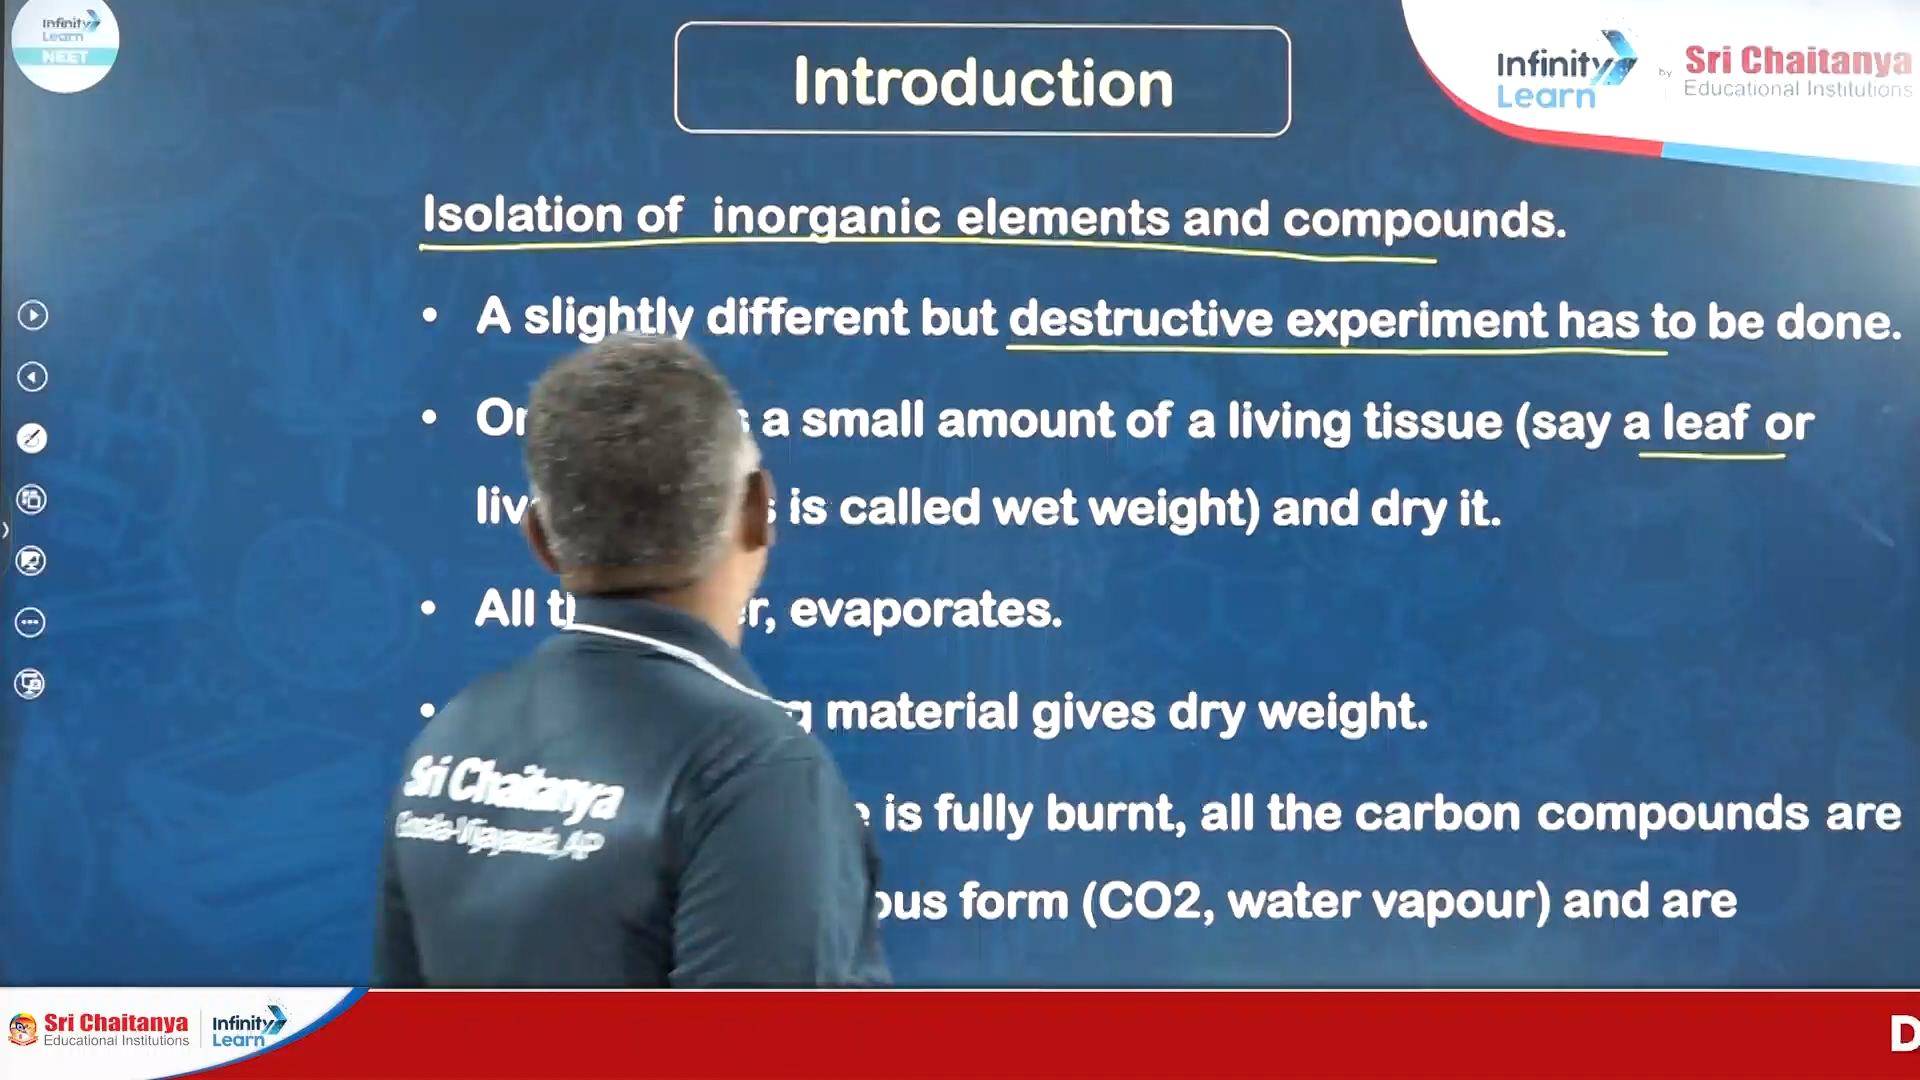 Infinity
Learn
NEET
Introduction
Infinity
Learn
by
Sri Chaitanya
Educational Institutions
Isolation of inorganic elements and compounds.
• A slightly different but destructive experiment has to be done.
• a small amount of a living tissue (say a leaf or
is called wet weight) and dry it.
• All evaporates.
• material gives dry weight.
is fully burnt, all the carbon compounds are
form (CO2, water vapour) and are
Sri Chaitanya
Sri Chaitanya
Educational Institutions
Infinity
Learn
D